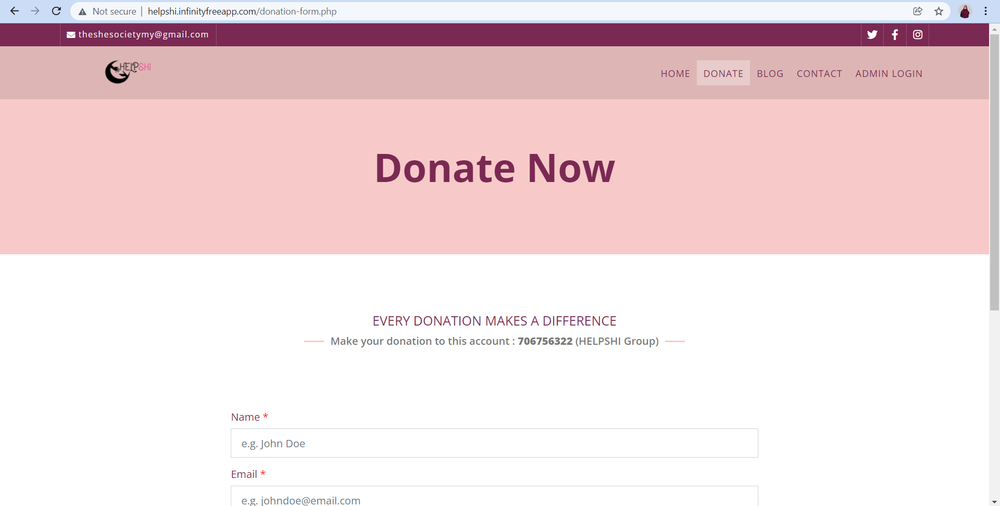 Not secure | helpshi.infinityfreeapp.com/donation-form.php
theshesocietymy@gmail.com
HELPSHI
HOME DONATE BLOG CONTACT ADMIN LOGIN
Donate Now
EVERY DONATION MAKES A DIFFERENCE
Make your donation to this account : 706756322 (HELPSHI Group)
Name *
e.g. John Doe
Email *
e.g. johndoe@email.com